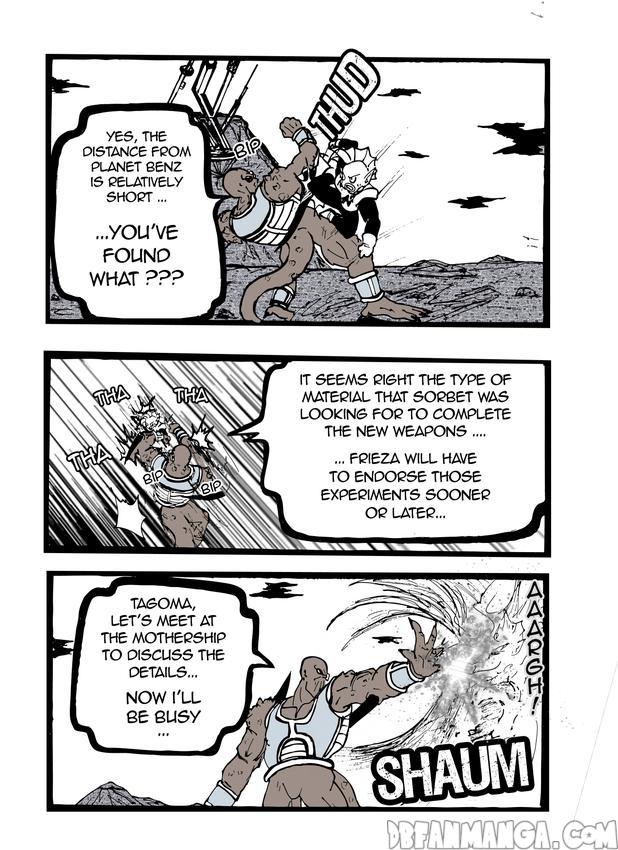 THUD
BIP
BIP
YES, THE
DISTANCE FROM
PLANET BENZ
IS RELATIVELY
SHORT ...
...YOU'VE
FOUND
WHAT ???
THA
THA
THA
BIP
BIP
IT SEEMS RIGHT THE TYPE OF
MATERIAL THAT SORBET WAS
LOOKING FOR TO COMPLETE
THE NEW WEAPONS ....
... FRIEZA WILL HAVE
TO ENDORSE THOSE
EXPERIMENTS SOONER
OR LATER...
TAGOMA,
LET'S MEET AT
THE MOTHERSHIP
TO DISCUSS THE
DETAILS...
NOW I'LL
BE BUSY
...
AAARGH!
SHAUM
DBFANMANGA.COM